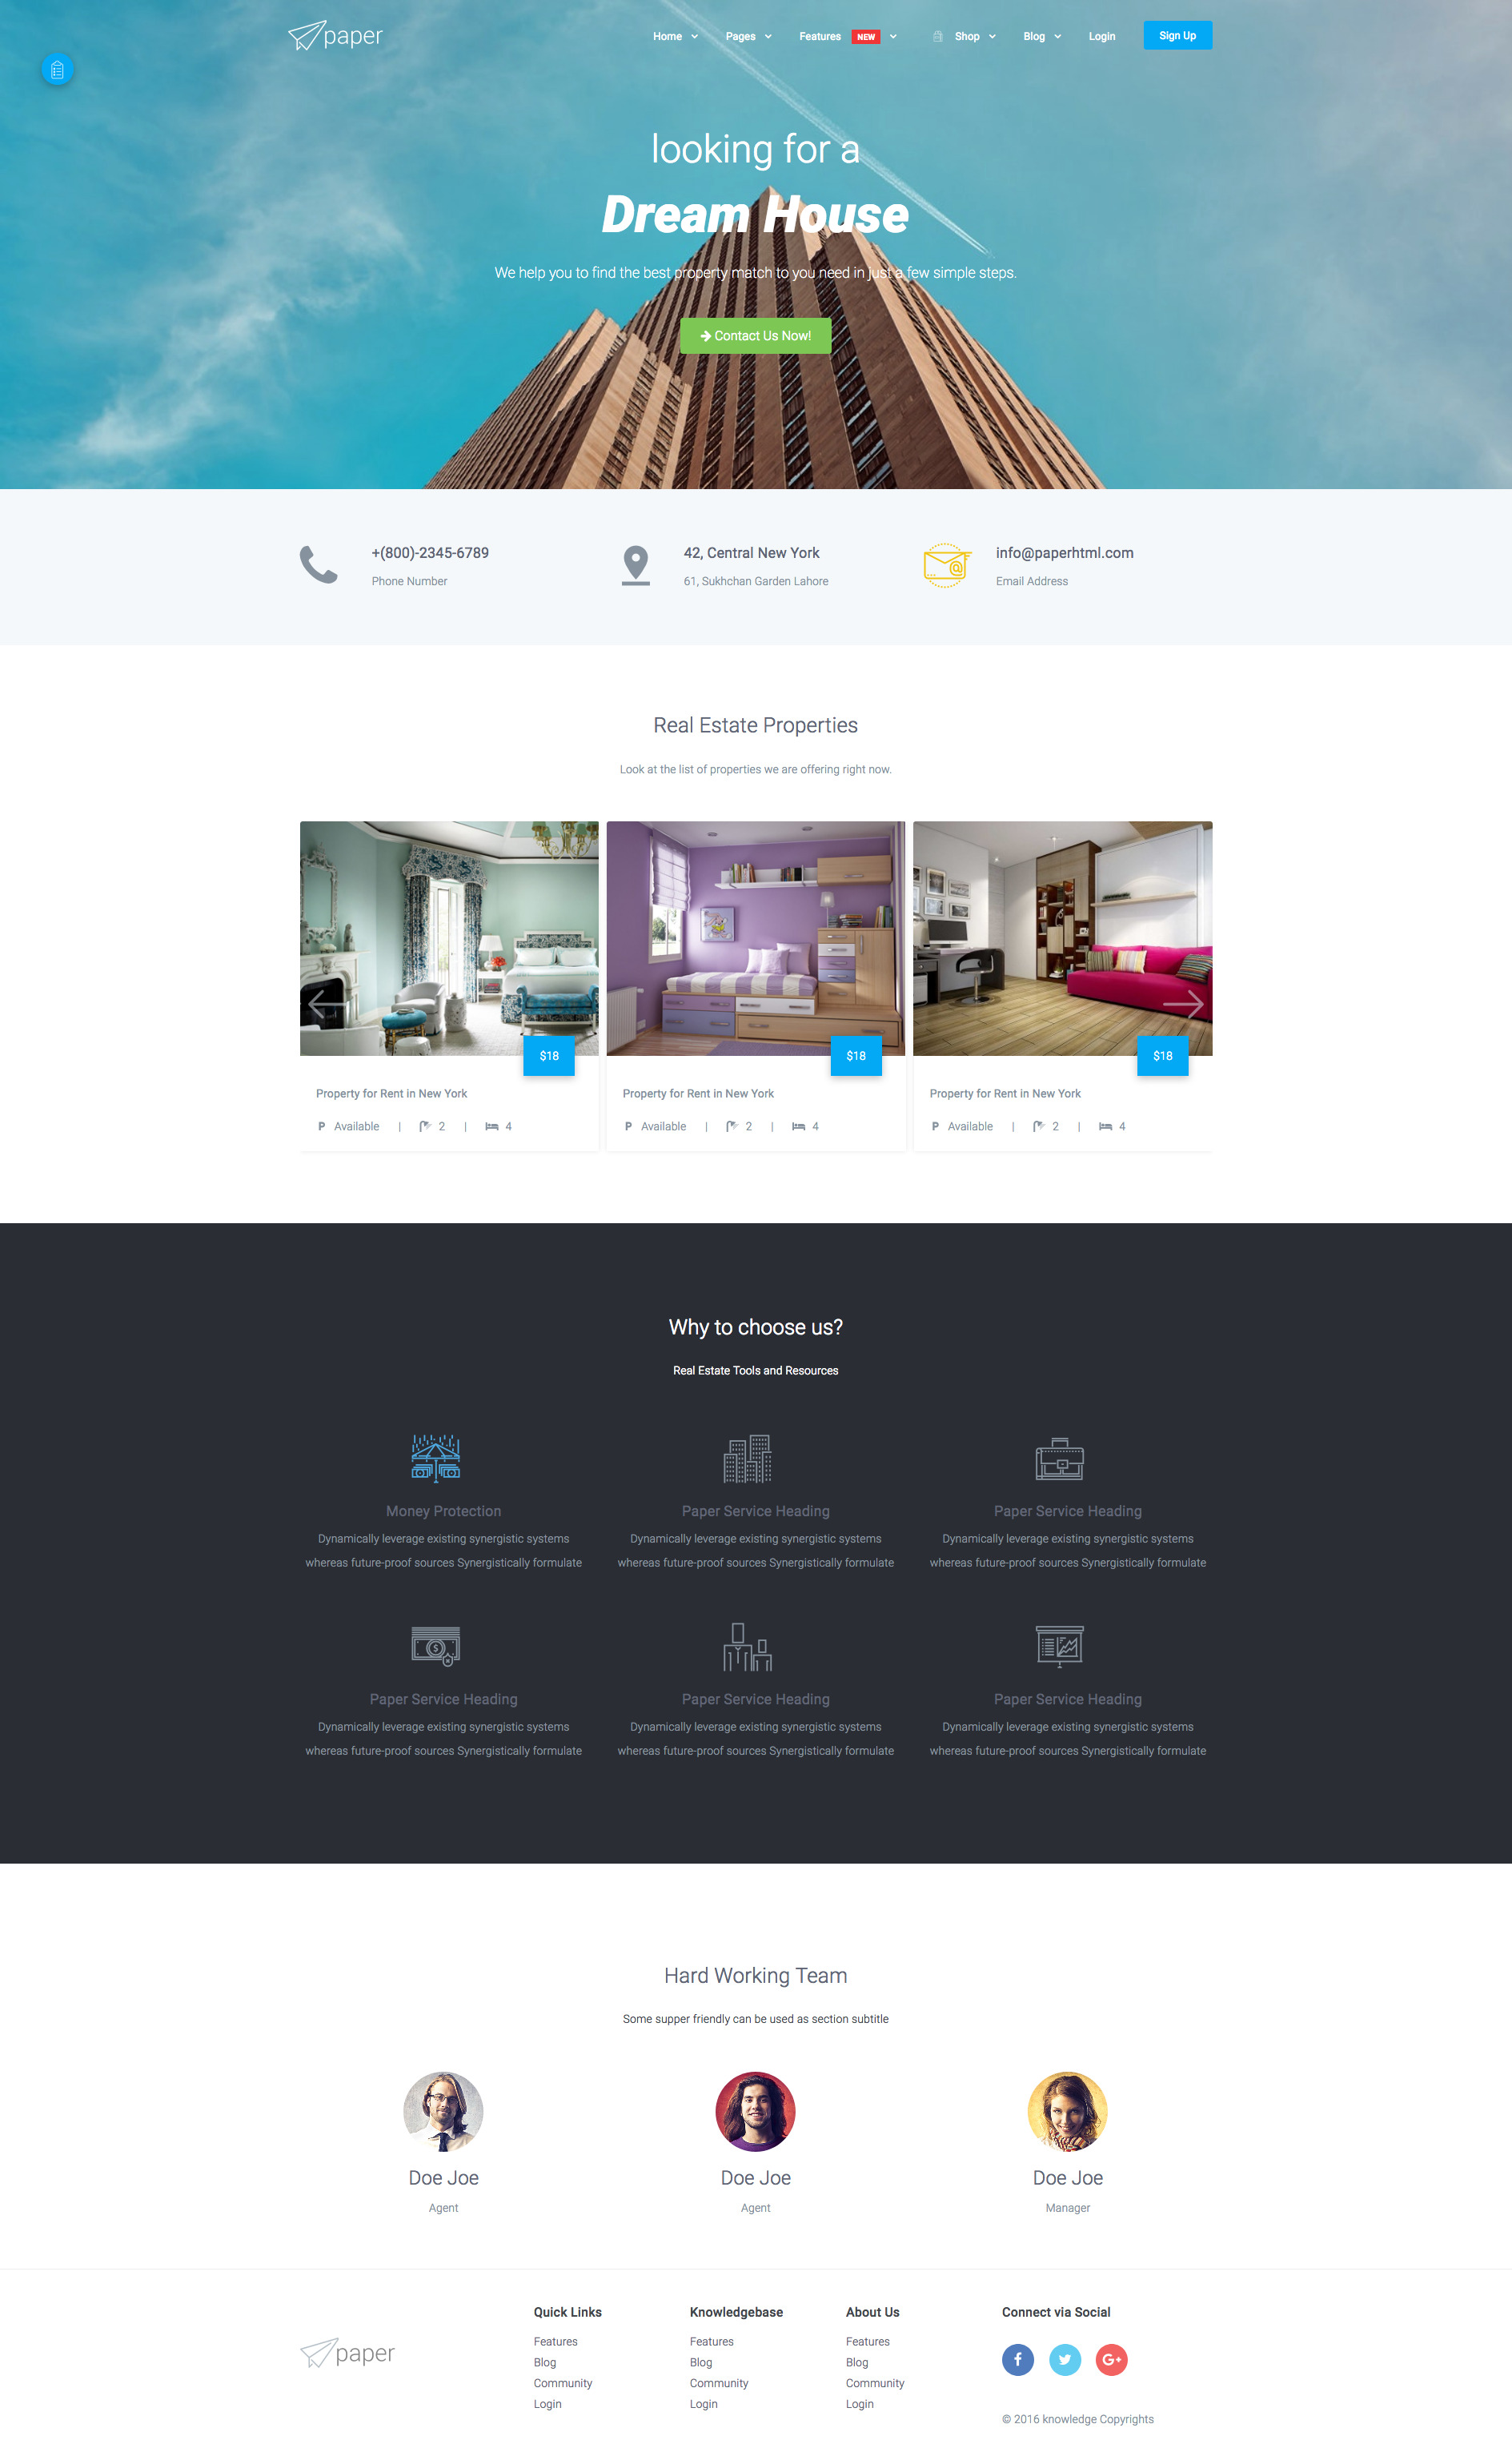 paper
Home
Pages
Features NEW
Shop
Blog
Login
Sign Up
looking for a
Dream House
We help you to find the best property match to you need in just a few simple steps.
Contact Us Now!
+(800)-2345-6789
Phone Number
42, Central New York
61, Sukhchan Garden Lahore
info@paperhtml.com
Email Address
Real Estate Properties
Look at the list of properties we are offering right now.
$18
Property for Rent in New York
P Available | 2 | 4
$18
Property for Rent in New York
P Available | 2 | 4
$18
Property for Rent in New York
P Available | 2 | 4
Why to choose us?
Real Estate Tools and Resources
Money Protection
Dynamically leverage existing synergistic systems
whereas future-proof sources Synergistically formulate
Paper Service Heading
Dynamically leverage existing synergistic systems
whereas future-proof sources Synergistically formulate
Paper Service Heading
Dynamically leverage existing synergistic systems
whereas future-proof sources Synergistically formulate
Paper Service Heading
Dynamically leverage existing synergistic systems
whereas future-proof sources Synergistically formulate
Paper Service Heading
Dynamically leverage existing synergistic systems
whereas future-proof sources Synergistically formulate
Paper Service Heading
Dynamically leverage existing synergistic systems
whereas future-proof sources Synergistically formulate
Hard Working Team
Some supper friendly can be used as section subtitle
Doe Joe
Agent
Doe Joe
Agent
Doe Joe
Manager
paper
Quick Links
Features
Blog
Community
Login
Knowledgebase
Features
Blog
Community
Login
About Us
Features
Blog
Community
Login
Connect via Social
© 2016 knowledge Copyrights